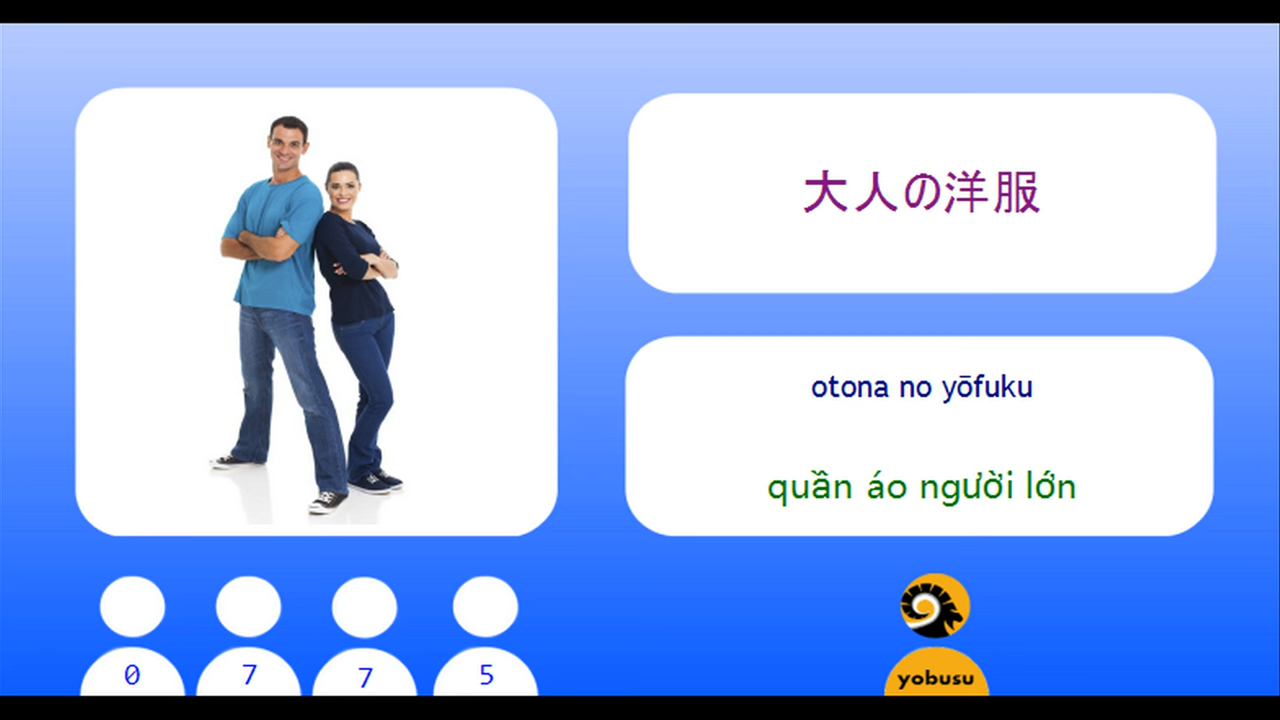 大人の洋服
otona no yōfuku
quần áo người lớn
0 7 7 5
yobusu